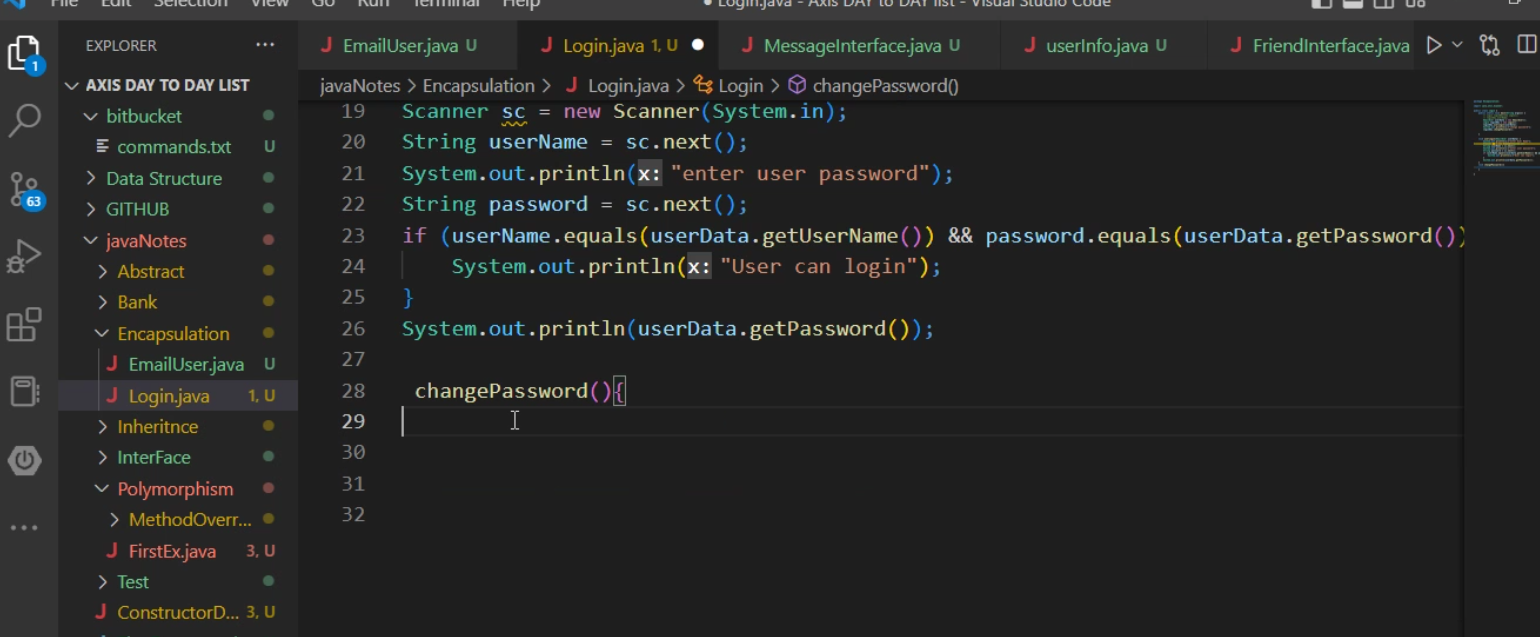 File Edit Selection View Go Run Terminal Help
● Login.java - Axis DAY to DAY list - Visual Studio Code
EXPLORER ...
EmailUser.java U
Login.java 1, U ●
MessageInterface.java U
userInfo.java U
FriendInterface.java
javaNotes > Encapsulation > Login.java > Login > changePassword()
1
63
AXIS DAY TO DAY LIST
bitbucket
commands.txt U
Data Structure
GITHUB
javaNotes
Abstract
Bank
Encapsulation
EmailUser.java U
Login.java 1, U
Inheritnce
InterFace
Polymorphism
MethodOverr...
FirstEx.java 3, U
Test
ConstructorD... 3, U
19 Scanner sc = new Scanner(System.in);
20 String userName = sc.next();
21 System.out.println(x: "enter user password");
22 String password = sc.next();
23 if (userName.equals(userData.getUserName()) && password.equals(userData.getPassword())
24 System.out.println(x: "User can login");
25 }
26 System.out.println(userData.getPassword());
27
28 changePassword(){
29
30
31
32